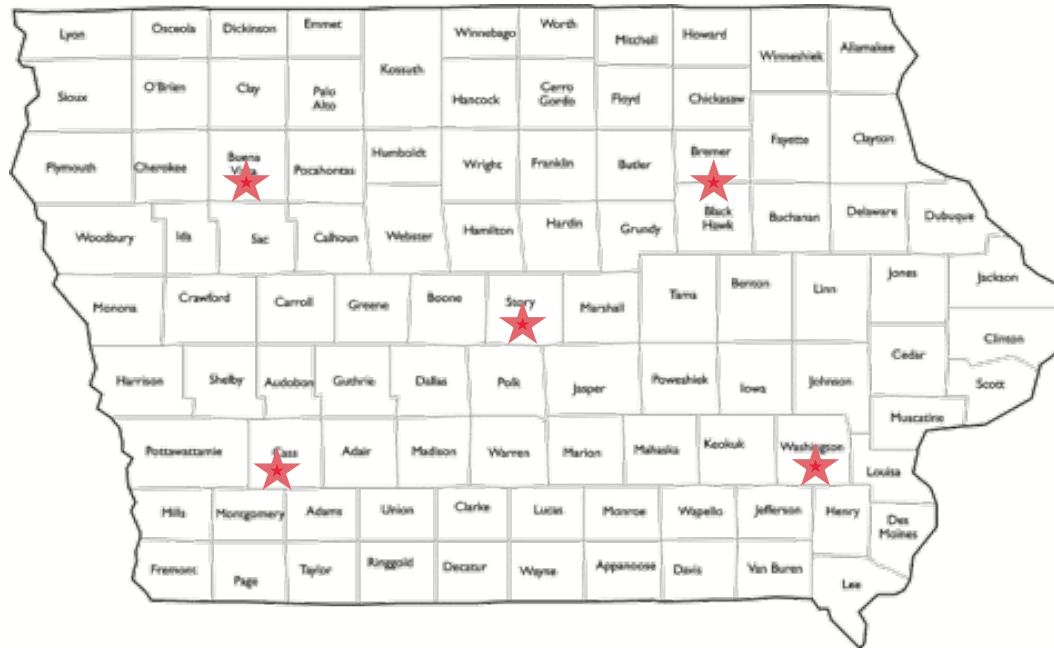 Lyon
Osceola
Dickinson
Emmet
Winnebago
Worth
Mitchell
Howard
Winneshiek
Allamakee
Kossuth
Sioux
O'Brien
Clay
Palo
Alto
Hancock
Cerro
Gordo
Floyd
Chickasaw
Fayette
Clayton
Plymouth
Cherokee
Buena
Vista
Pocahontas
Humboldt
Wright
Franklin
Butler
Bremer
Woodbury
Ida
Sac
Calhoun
Webster
Hamilton
Hardin
Grundy
Black
Hawk
Buchanan
Delaware
Dubuque
Monona
Crawford
Carroll
Greene
Boone
Story
Marshall
Tama
Benton
Linn
Jones
Jackson
Clinton
Cedar
Scott
Harrison
Shelby
Audobon
Guthrie
Dallas
Polk
Jasper
Poweshiek
Iowa
Johnson
Muscatine
Pottawattamie
Cass
Adair
Madison
Warren
Marion
Mahaska
Keokuk
Washington
Louisa
Mills
Montgomery
Adams
Union
Clarke
Lucas
Monroe
Wapello
Jefferson
Henry
Des
Moines
Fremont
Page
Taylor
Ringgold
Decatur
Wayne
Appanoose
Davis
Van Buren
Lee